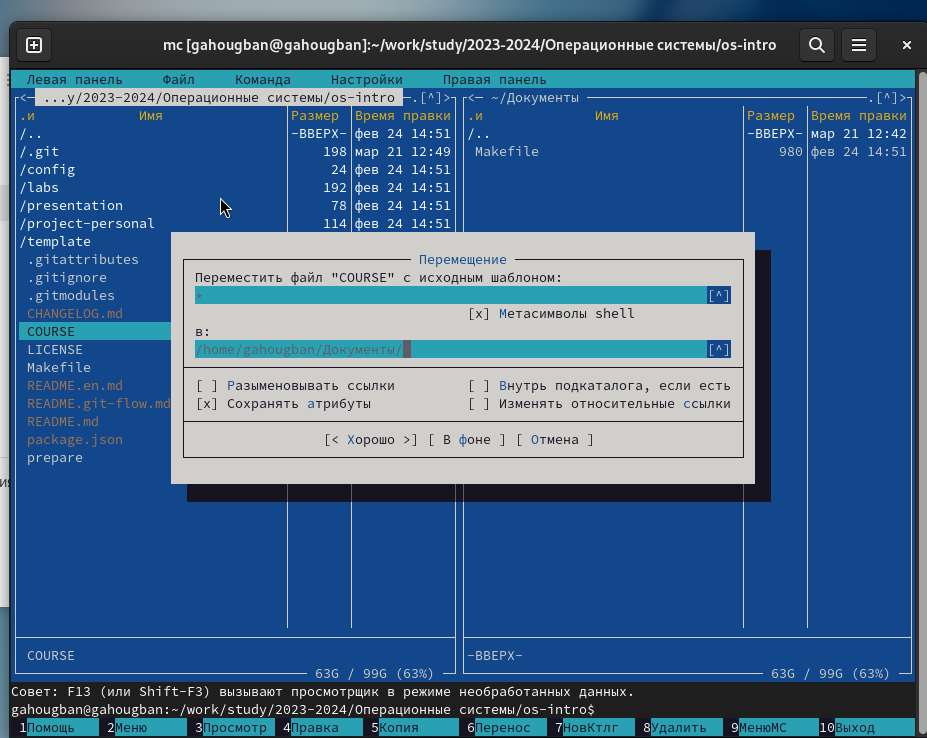 mc [gahougban@gahougban]:~/work/study/2023-2024/Операционные системы/os-intro
Левая панель Файл Команда Настройки Правая панель
<─ ...y/2023-2024/Операционные системы/os-intro ─.[^]> <─ ~/Документы .[^]>
.и Имя Размер Время правки .и Имя Размер Время правки
/.. -ВВЕРХ- фев 24 14:51 /.. -ВВЕРХ- мар 21 12:42
/.git 198 мар 21 12:49 Makefile 980 фев 24 14:51
/config 24 фев 24 14:51
/labs 192 фев 24 14:51
/presentation 78 фев 24 14:51
/project-personal 114 фев 24 14:51
/template
.gitattributes
.gitignore
.gitmodules
CHANGELOG.md
COURSE
LICENSE
Makefile
README.en.md
README.git-flow.md
README.md
package.json
prepare
Перемещение
Переместить файл "COURSE" с исходным шаблоном:
* [^]
[x] Метасимволы shell
в:
/home/gahougban/Документы/ [^]
[ ] Разыменовывать ссылки [ ] Внутрь подкаталога, если есть
[x] Сохранять атрибуты [ ] Изменять относительные ссылки
[< Хорошо >] [ В фоне ] [ Отмена ]
COURSE -ВВЕРХ-
63G / 99G (63%) 63G / 99G (63%)
Совет: F13 (или Shift-F3) вызывают просмотрщик в режиме необработанных данных.
gahougban@gahougban:~/work/study/2023-2024/Операционные системы/os-intro$
1Помощь 2Меню 3Просмотр 4Правка 5Копия 6Перенос 7НовКтлг 8Удалить 9МенюМС 10Выход